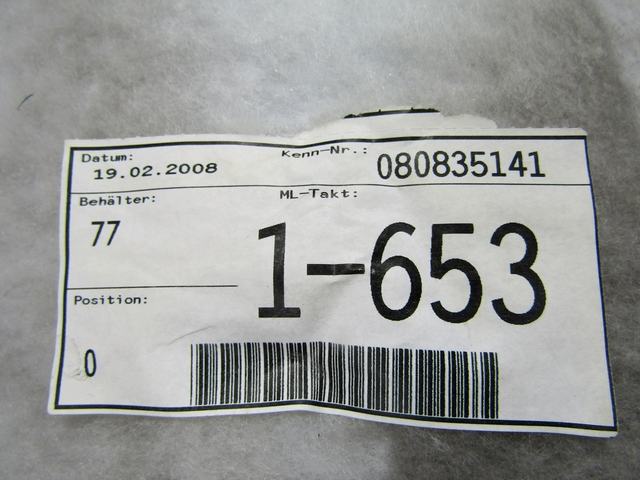 Datum: Kenn-Nr.: 080835141
19.02.2008
Behälter: ML-Takt:
77 1-653
Position:
0